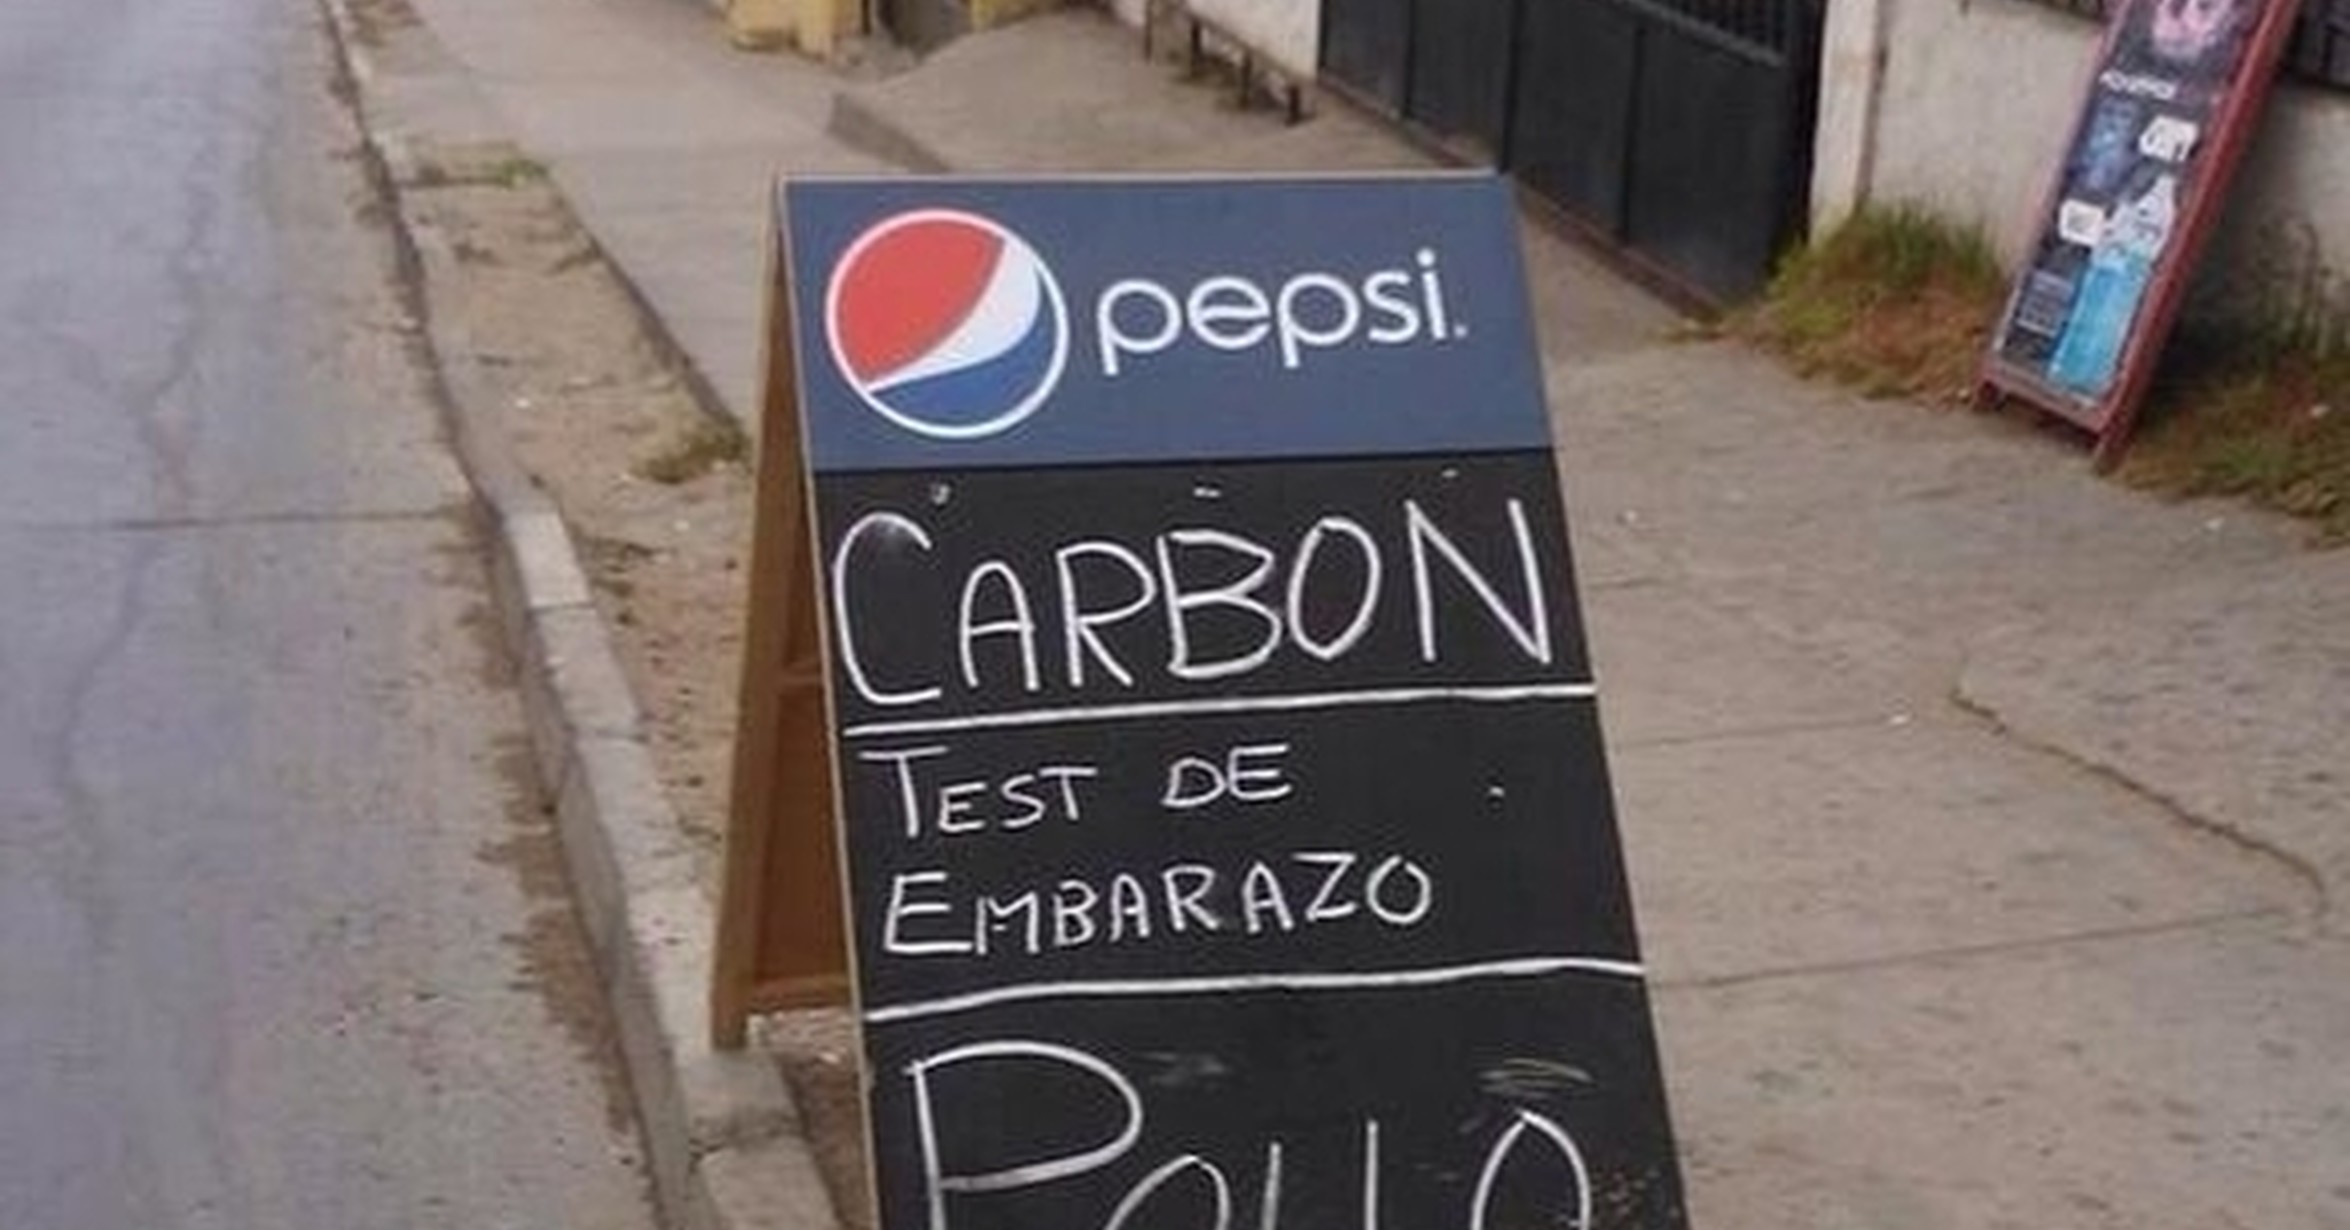 pepsi.
CARBON
TEST DE
EMBARAZO
POLLO